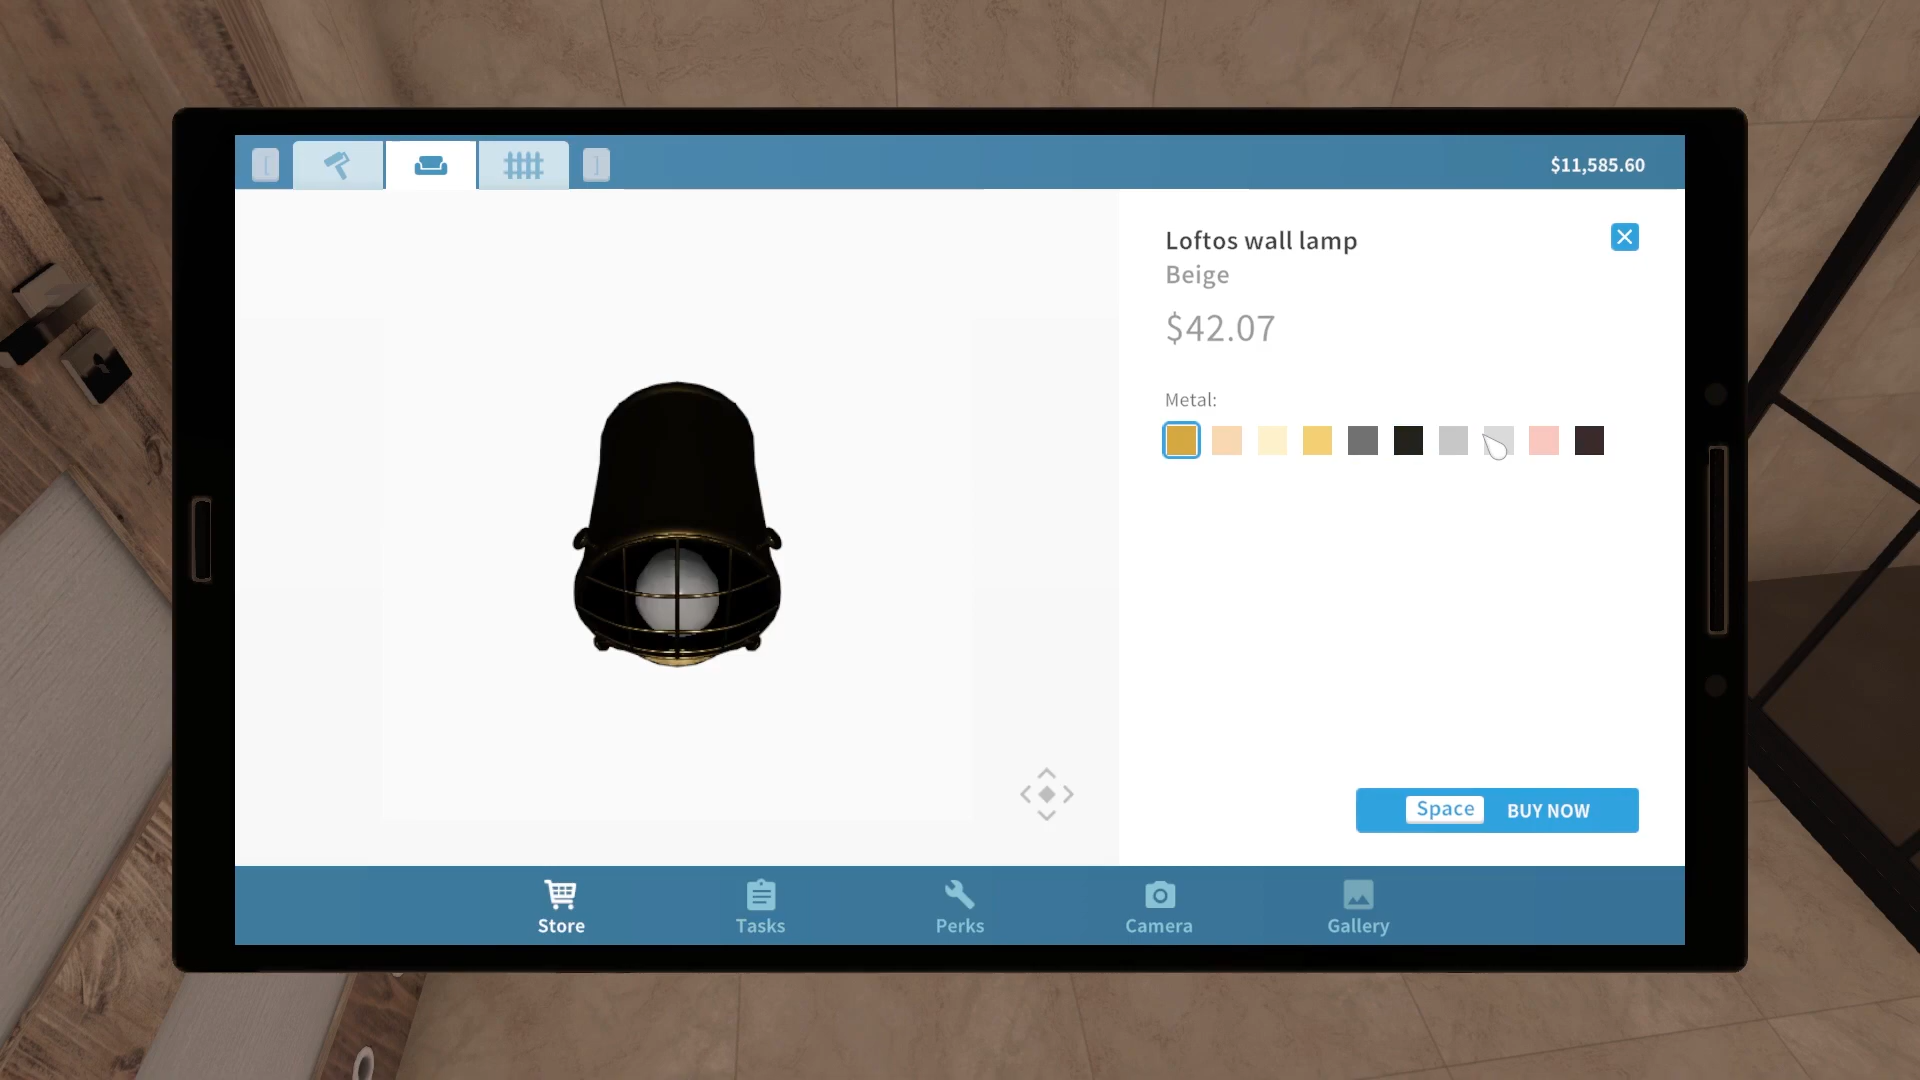 [
]
$11,585.60
Loftos wall lamp
Beige
$42.07
Metal:
Space BUY NOW
Store
Tasks
Perks
Camera
Gallery